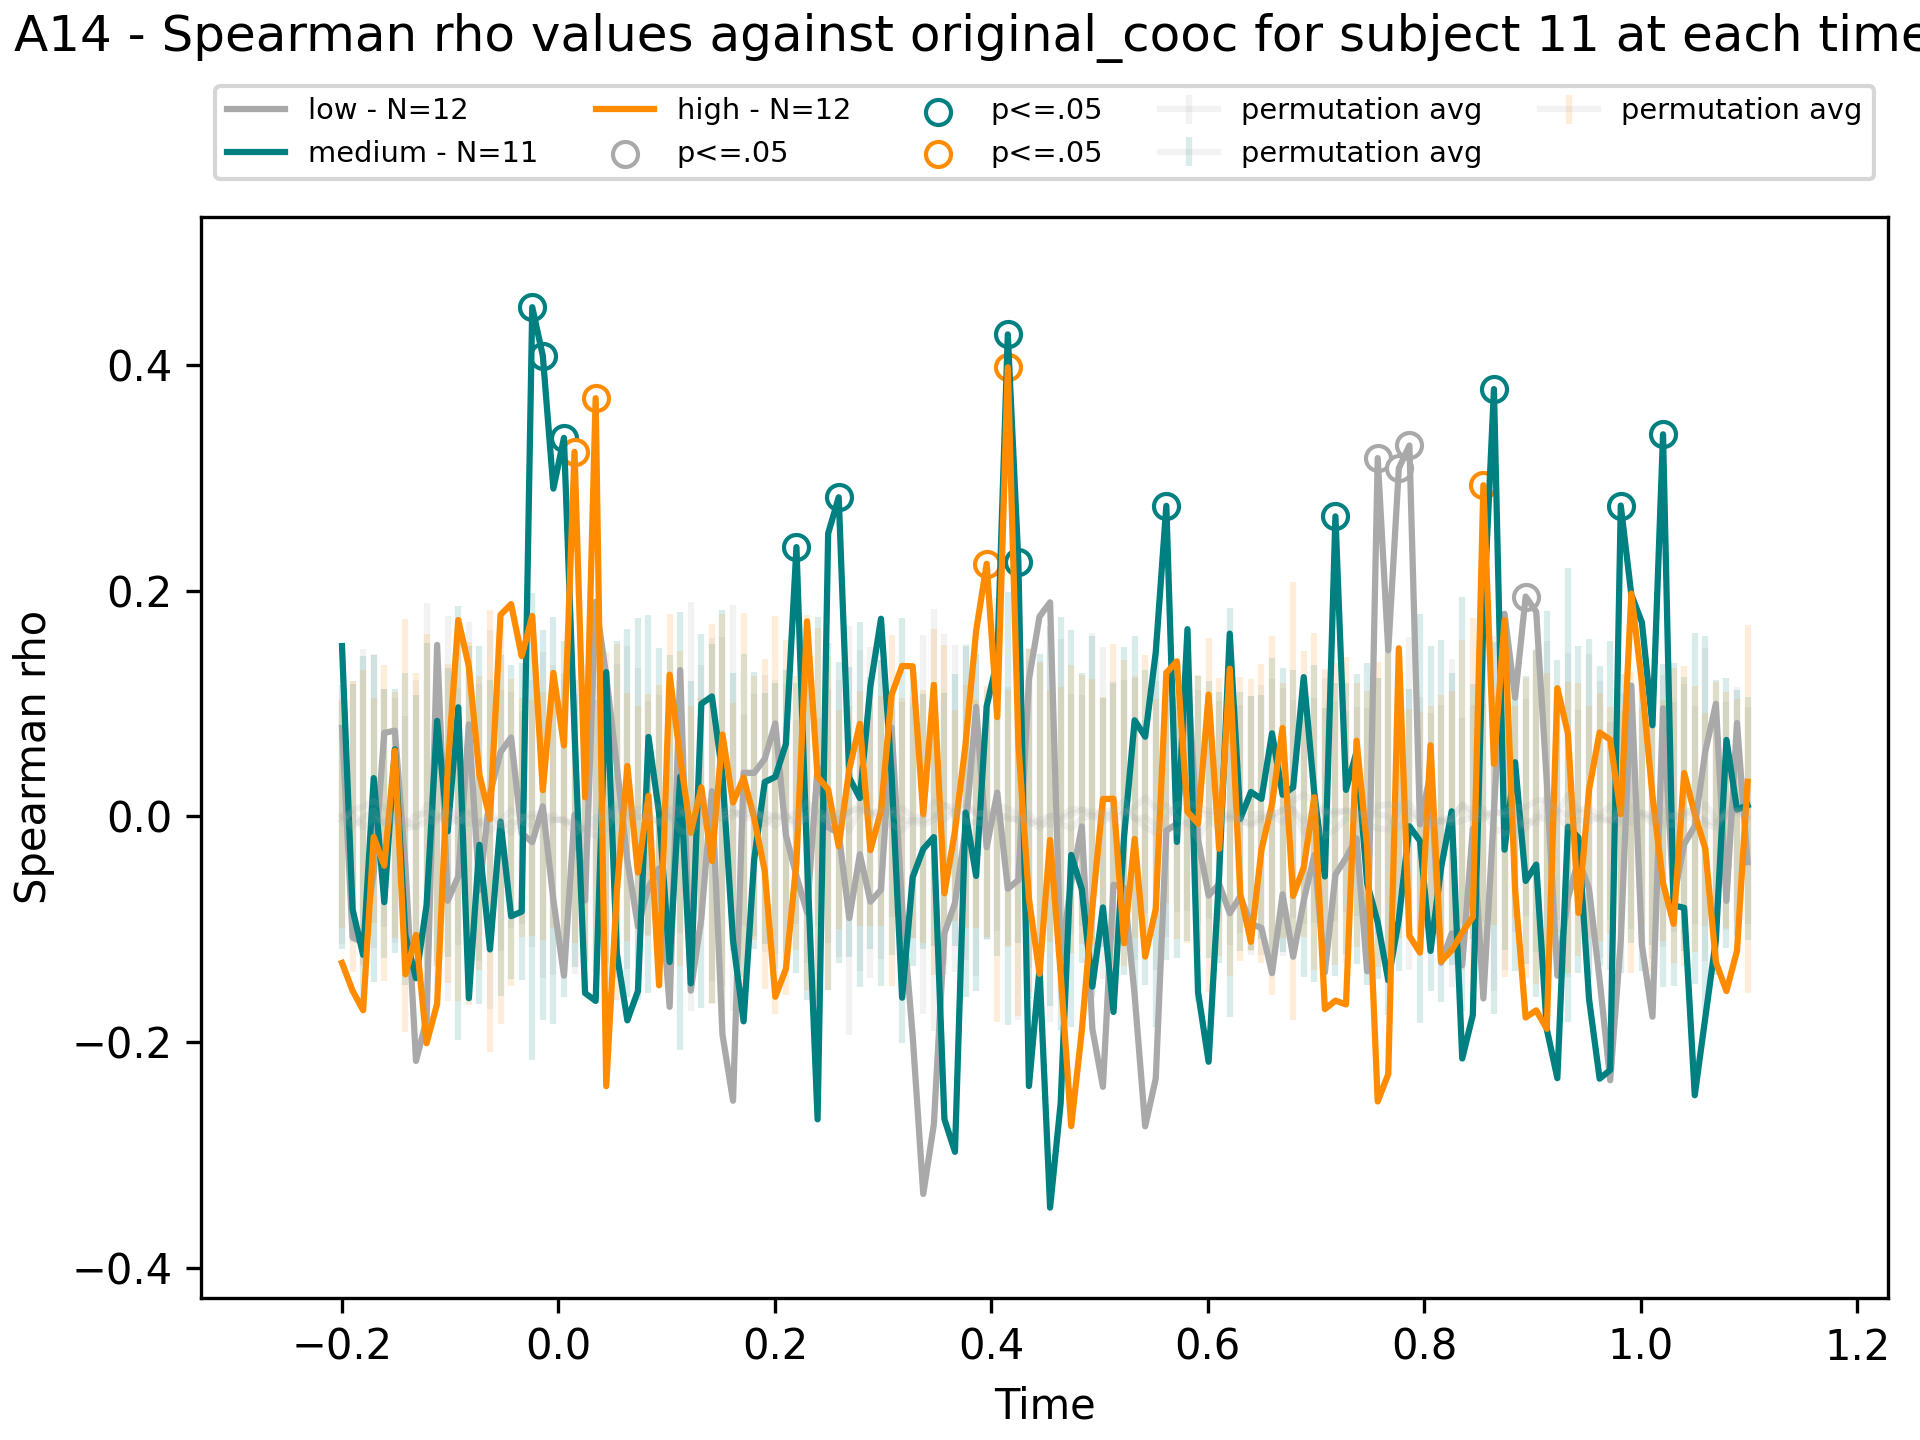 A14 - Spearman rho values against original_cooc for subject 11 at each time
low - N=12
medium - N=11
high - N=12
p<=.05
p<=.05
p<=.05
permutation avg
permutation avg
permutation avg
Spearman rho
0.4
0.2
0.0
−0.2
−0.4
−0.2 0.0 0.2 0.4 0.6 0.8 1.0 1.2
Time